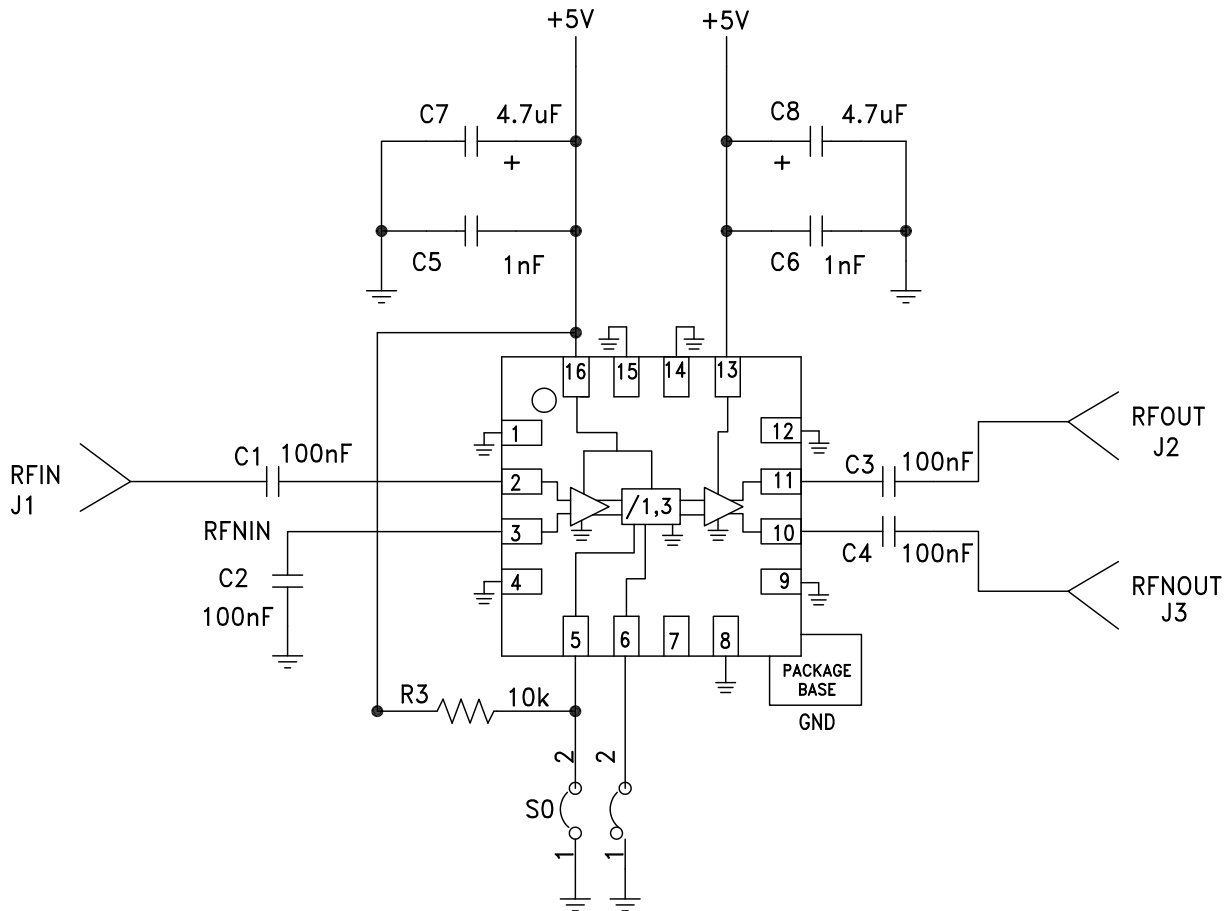 +5V
+5V
C7
4.7uF
C8
4.7uF
+
+
C5
1nF
C6
1nF
16
15
14
13
1
12
RFOUT
J2
C1
100nF
C3
100nF
RFIN
J1
2
11
/1,3
RFNIN
3
10
C2
C4
100nF
4
9
RFNOUT
J3
100nF
5
6
7
8
PACKAGE
BASE
GND
R3
10k
2
2
S0
1
1